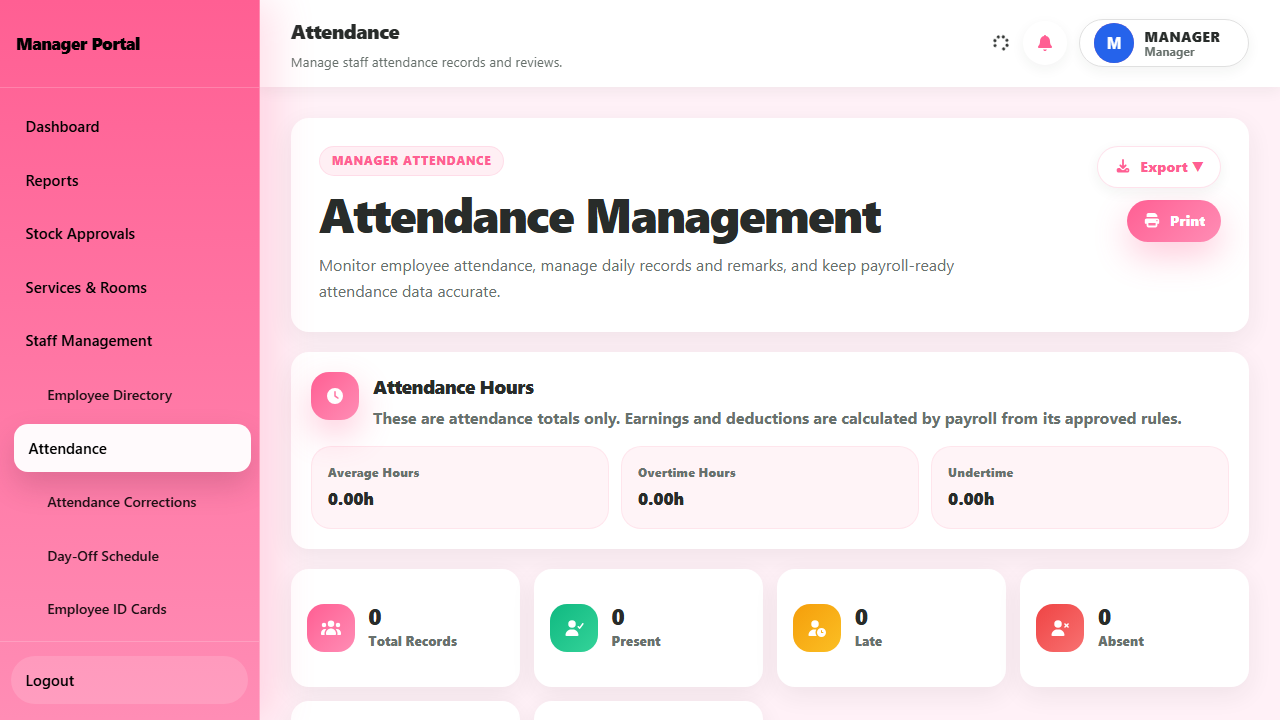 Manager Portal
Dashboard
Reports
Stock Approvals
Services & Rooms
Staff Management
Employee Directory
Attendance
Attendance Corrections
Day-Off Schedule
Employee ID Cards
Logout
Attendance
Manage staff attendance records and reviews.
M
MANAGER
Manager
MANAGER ATTENDANCE
Attendance Management
Monitor employee attendance, manage daily records and remarks, and keep payroll-ready
attendance data accurate.
Export ▼
Print
Attendance Hours
These are attendance totals only. Earnings and deductions are calculated by payroll from its approved rules.
Average Hours
0.00h
Overtime Hours
0.00h
Undertime
0.00h
0
Total Records
0
Present
0
Late
0
Absent